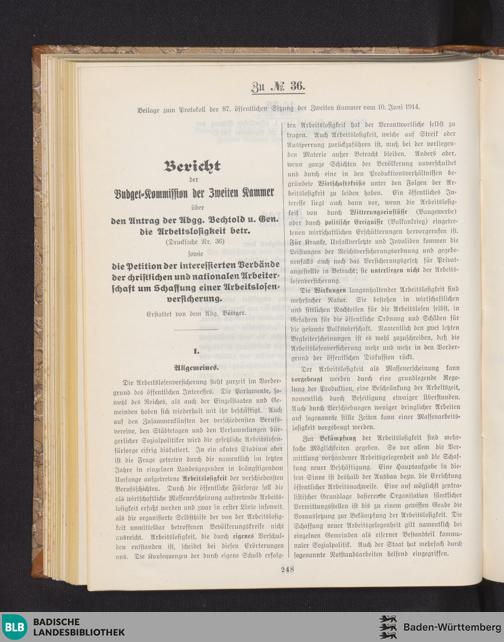 Zu № 36.
Beilage zum Protokoll der 87. öffentlichen Sitzung der Zweiten Kammer vom 10. Juni 1914.
Bericht
der
Budget-Kommission der Zweiten Kammer
über
den Antrag der Abgg. Bechtold u. Gen.
die Arbeitslosigkeit betr.
(Drucksache Nr. 36)
sowie
die Petition der interessierten Verbände
der christlichen und nationalen Arbeiter-
schaft um Schaffung einer Arbeitslosen-
versicherung.
Erstattet von dem Abg. Böttger.
I.
Allgemeines.
Die Arbeitslosenversicherung steht zurzeit im Vorder-
grund des öffentlichen Interesses. Die Parlamente, so-
wohl des Reiches, als auch der Einzelstaaten und Ge-
meinden haben sich wiederholt mit ihr beschäftigt. Auch
auf den Zusammenkünften der verschiedensten Berufs-
vereine, den Städtetagen und den Verhandlungen bür-
gerlicher Sozialpolitiker wird die gesetzliche Arbeitslosen-
fürsorge eifrig diskutiert. In ein akutes Stadium aber
ist die Frage getreten durch die namentlich im letzten
Jahre in einzelnen Landesgegenden in beängstigendem
Umfange aufgetretene Arbeitslosigkeit der verschiedensten
Berufsschichten. Durch die öffentliche Fürsorge soll die
als wirtschaftliche Massenerscheinung auftretende Arbeits-
losigkeit erfaßt werden und zwar in erster Linie insoweit,
als die organisierte Selbsthilfe der von der Arbeitslosig-
keit unmittelbar betroffenen Bevölkerungskreise nicht
ausreicht. Arbeitslosigkeit, die durch eigenes Verschul-
den entstanden ist, scheidet bei diesen Erörterungen
aus. Die Konsequenzen der durch eigene Schuld erfolg-
ten Arbeitslosigkeit hat der Verantwortliche selbst zu
tragen. Auch Arbeitslosigkeit, welche auf Streik oder
Aussperrung zurückzuführen ist, muß bei der vorliegen-
den Materie außer Betracht bleiben. Anders aber,
wenn ganze Schichten der Bevölkerung unverschuldet
und durch eine in den Produktionsverhältnissen be-
gründete Wirtschaftskrise unter den Folgen der Ar-
beitslosigkeit zu leiden haben. Ein öffentliches In-
teresse liegt auch dann vor, wenn die Arbeitslosig-
keit von durch Witterungseinflüsse (Baugewerbe)
oder durch politische Ereignisse (Balkankrieg) eingetre-
tenen wirtschaftlichen Erschütterungen hervorgerufen ist.
Für Kranke, Unfallverletzte und Invaliden kommen die
Leistungen der Reichsversicherungsordnung und gegebe-
nenfalls auch noch das Versicherungsgesetz für Privat-
angestellte in Betracht; sie unterliegen nicht der Arbeits-
losenversicherung.
Die Wirkungen langanhaltender Arbeitslosigkeit sind
mehrfacher Natur. Sie bestehen in wirtschaftlichen
und sittlichen Nachteilen für die Arbeitslosen selbst, in
Gefahren für die öffentliche Ordnung und Schäden für
die gesamte Volkswirtschaft. Namentlich den zwei letzten
Begleiterscheinungen ist es wohl zuzuschreiben, daß die
Arbeitslosenversicherung mehr und mehr in den Vorder-
grund der öffentlichen Diskussion rückt.
Der Arbeitslosigkeit als Massenerscheinung kann
vorgebeugt werden durch eine grundlegende Rege-
lung der Produktion, eine Beschränkung der Arbeitszeit,
namentlich durch Beseitigung etwaiger Überstunden.
Auch durch Verschiebungen weniger dringlicher Arbeiten
auf sogenannte stille Zeiten kann einer Massenarbeits-
losigkeit vorgebeugt werden.
Zur Bekämpfung der Arbeitslosigkeit sind mehr-
fache Möglichkeiten gegeben. So vor allem die Ver-
mittlung vorhandener Arbeitsgelegenheit und die Schaf-
fung neuer Beschäftigung. Eine Hauptaufgabe in die-
sem Sinne ist deshalb der Ausbau bezw. die Errichtung
öffentlicher Arbeitsnachweise. Eine auf möglichst zentra-
listischer Grundlage basierende Organisation sämtlicher
Vermittlungsstellen ist bis zu einem gewissen Grade die
Voraussetzung zur Bekämpfung der Arbeitslosigkeit. Die
Schaffung neuer Arbeitsgelegenheit gilt namentlich bei
einzelnen Gemeinden als eiserner Bestandteil kommu-
naler Sozialpolitik. Auch der Staat hat mehrfach durch
sogenannte Notstandsarbeiten helfend eingegriffen.
248
BLB BADISCHE
LANDESBIBLIOTHEK
Baden-Württemberg